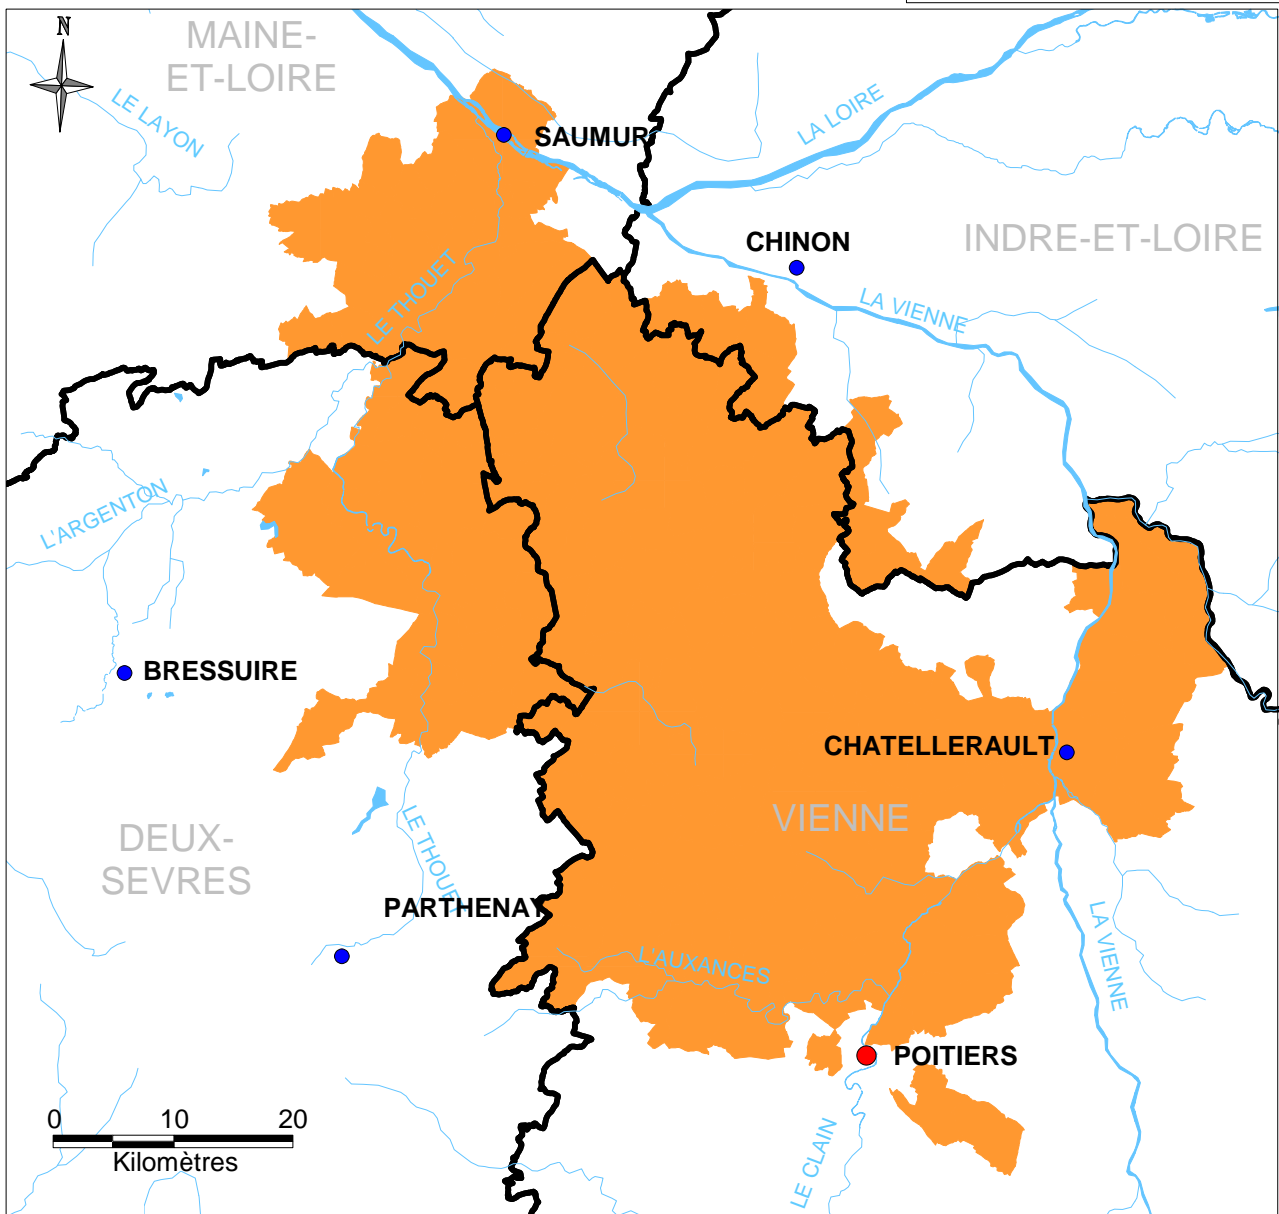 N
MAINE-
ET-LOIRE
LE LAYON
SAUMUR
LA LOIRE
CHINON
INDRE-ET-LOIRE
LE THOUET
LA VIENNE
L'ARGENTON
BRESSUIRE
CHATELLERAULT
VIENNE
DEUX-
SEVRES
LE THOUET
PARTHENAY
L'AUXANCES
LA VIENNE
POITIERS
LE CLAIN
0 10 20
Kilomètres